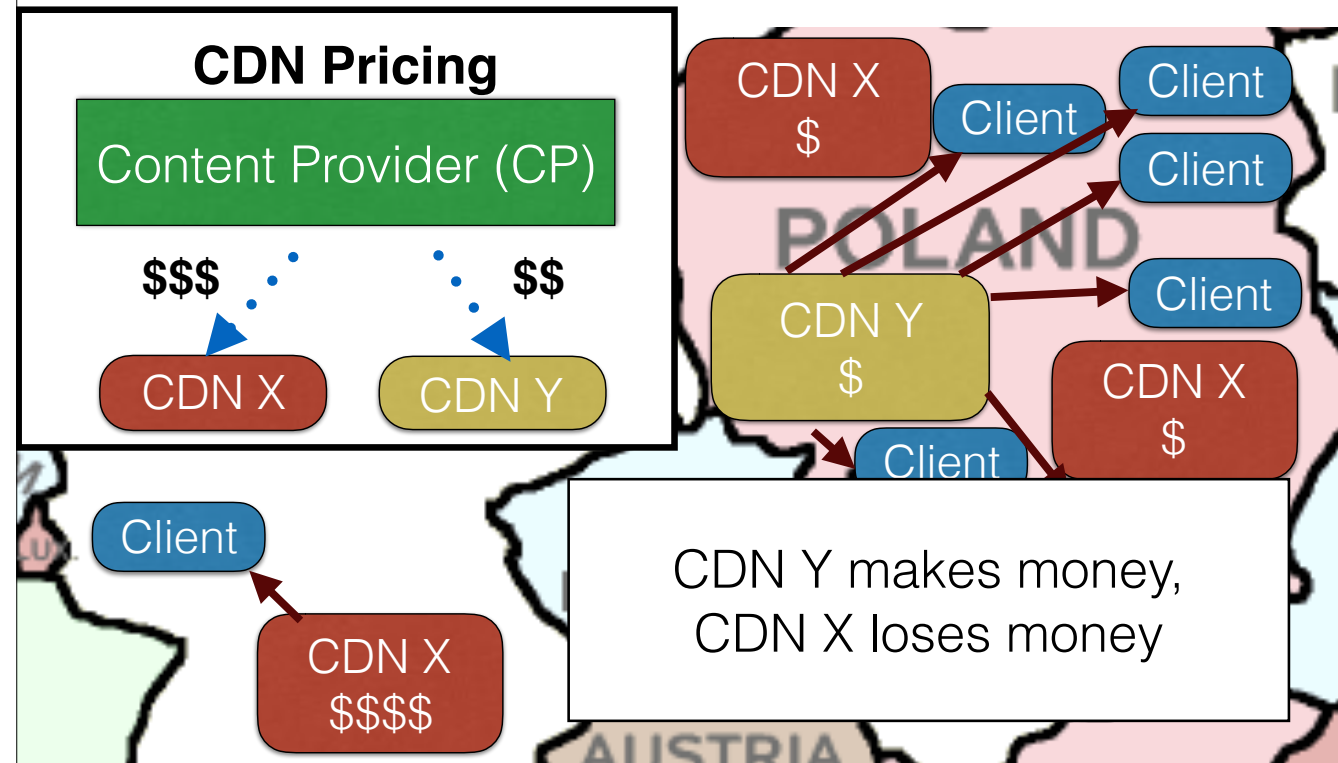 CDN Pricing
Content Provider (CP)
$$$
$$
CDN X
CDN Y
CDN X
$
Client
Client
Client
POLAND
Client
CDN Y
$
CDN X
$
Client
Client
CDN X
$$$$
CDN Y makes money,
CDN X loses money
AUSTRIA
LUX.